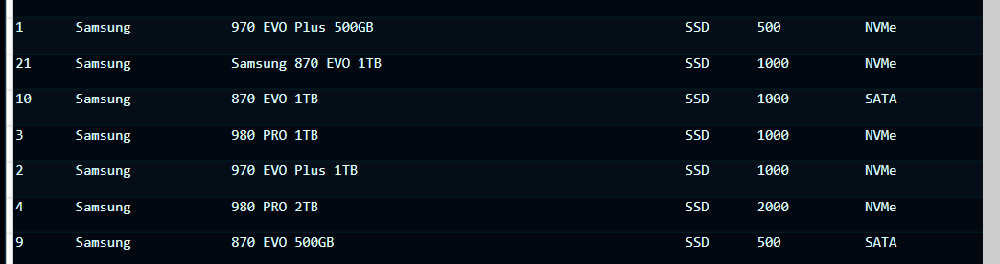 1 Samsung 970 EVO Plus 500GB SSD 500 NVMe
21 Samsung Samsung 870 EVO 1TB SSD 1000 NVMe
10 Samsung 870 EVO 1TB SSD 1000 SATA
3 Samsung 980 PRO 1TB SSD 1000 NVMe
2 Samsung 970 EVO Plus 1TB SSD 1000 NVMe
4 Samsung 980 PRO 2TB SSD 2000 NVMe
9 Samsung 870 EVO 500GB SSD 500 SATA